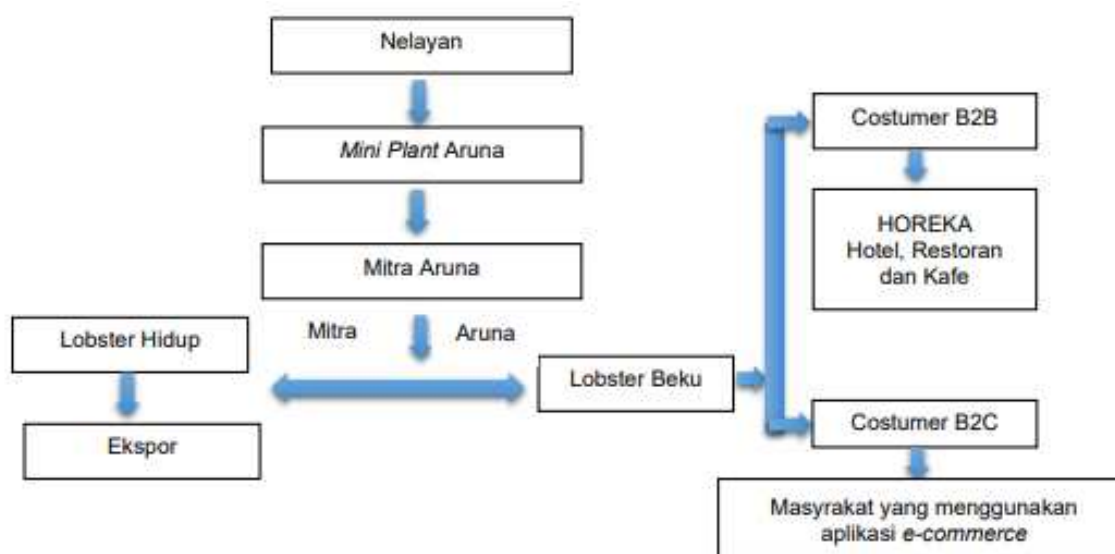 Nelayan
Mini Plant Aruna
Mitra Aruna
Mitra
Aruna
Lobster Hidup
Ekspor
Lobster Beku
Costumer B2B
HOREKA
Hotel, Restoran
dan Kafe
Costumer B2C
Masyrakat yang menggunakan
aplikasi e-commerce